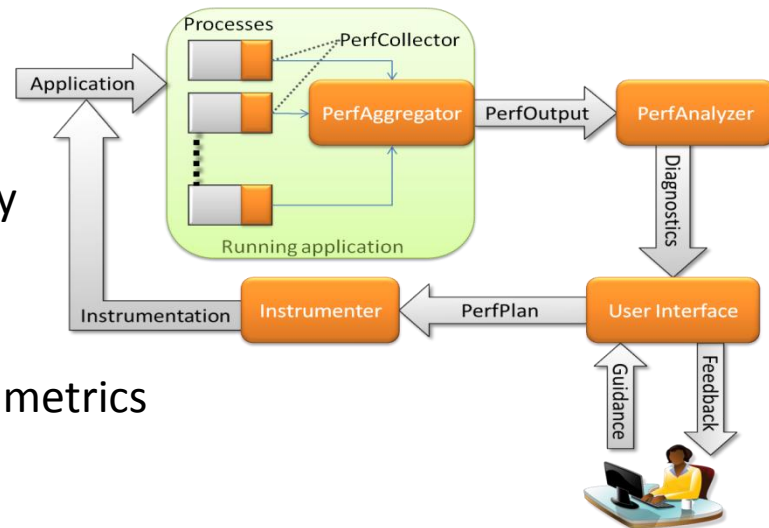 Processes
PerfCollector
Application
PerfAggregator
PerfOutput
PerfAnalyzer
Diagnostics
y
Running application
Instrumentation
Instrumenter
PerfPlan
User Interface
metrics
Guidance
Feedback